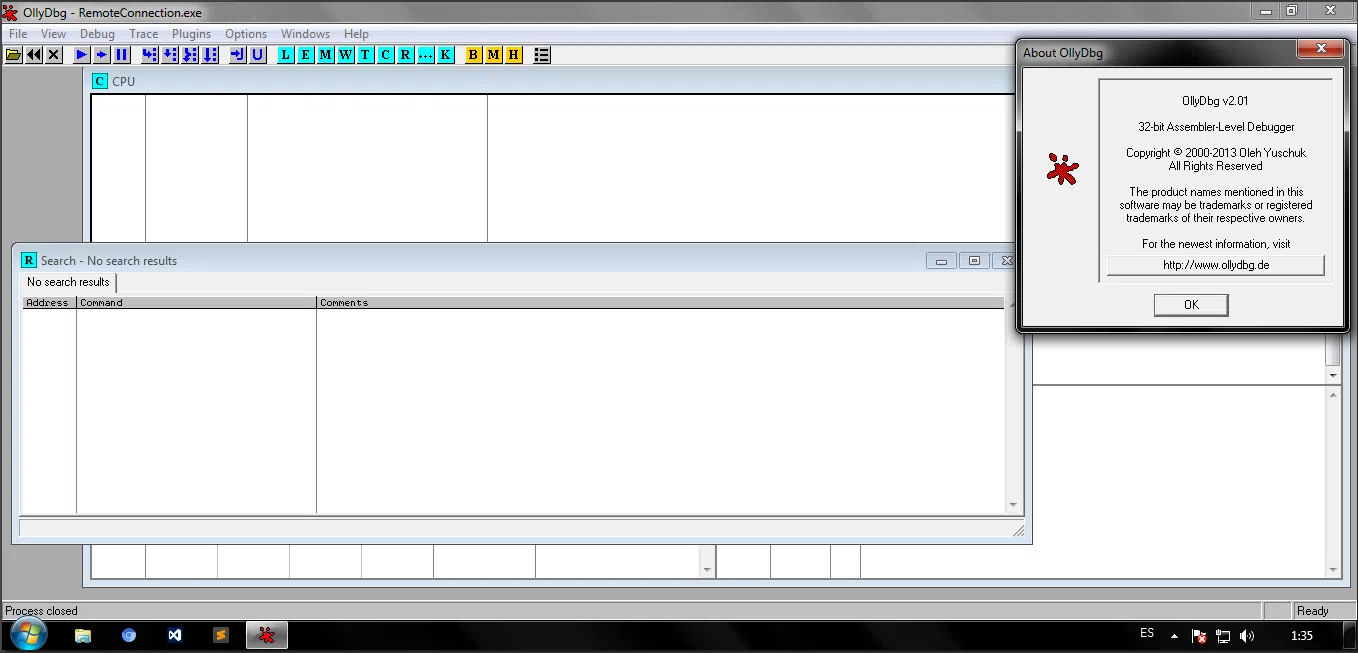 OllyDbg - RemoteConnection.exe
File View Debug Trace Plugins Options Windows Help
L E M W T C R ... K B M H
U
C CPU
About OllyDbg
OllyDbg v2.01
32-bit Assembler-Level Debugger
Copyright © 2000-2013 Oleh Yuschuk
All Rights Reserved
The product names mentioned in this
software may be trademarks or registered
trademarks of their respective owners.
For the newest information, visit
http://www.ollydbg.de
OK
R Search - No search results
No search results
Address Command Comments
Process closed
Ready
ES
1:35